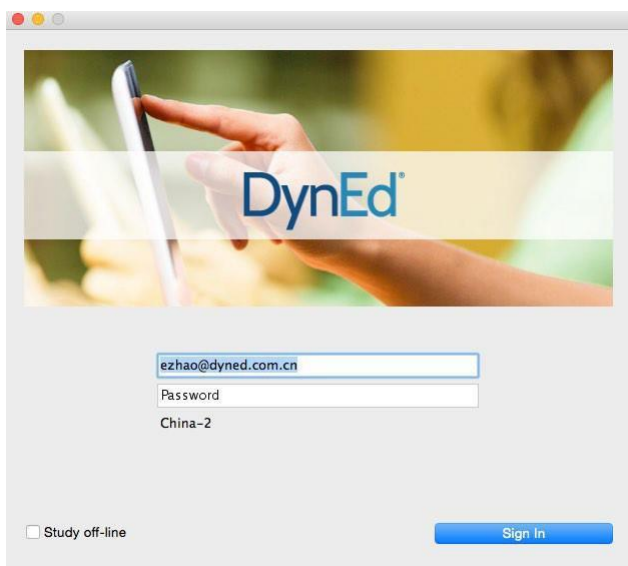 DynEd®
ezhao@dyned.com.cn
Password
China-2
Study off-line
Sign In